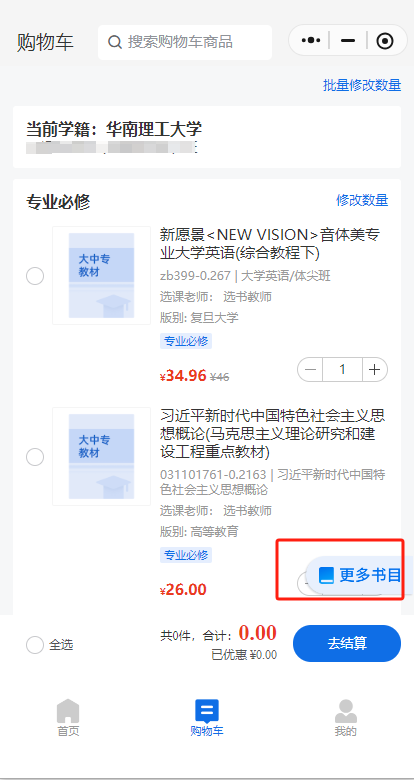 购物车
搜索购物车商品
批量修改数量
当前学籍：华南理工大学
专业必修
修改数量
大中专
教材
新愿景<NEW VISION>音体美专
业大学英语(综合教程下)
zb399-0.267 | 大学英语/体尖班
选课老师： 选书教师
版别: 复旦大学
专业必修
¥34.96 ¥46
1
大中专
教材
习近平新时代中国特色社会主义思
想概论(马克思主义理论研究和建
设工程重点教材)
031101761-0.2163 | 习近平新时代中国特
色社会主义思想概论
选课老师： 选书教师
版别: 高等教育
专业必修
更多书目
¥26.00
全选
共0件，合计：0.00
已优惠 ¥0.00
去结算
首页
购物车
我的